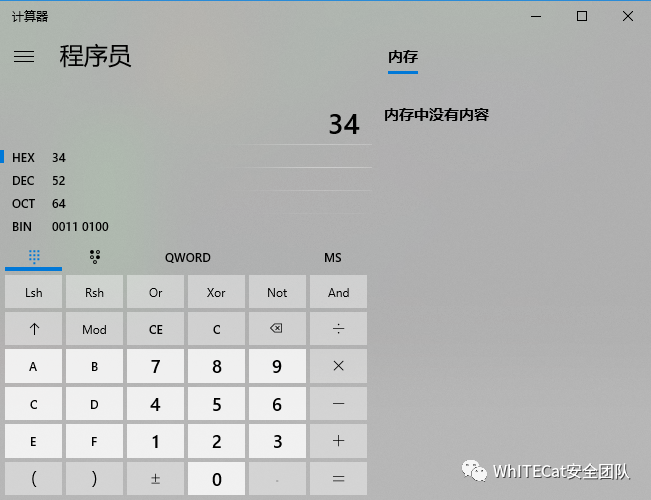 计算器
程序员
内存
34
内存中没有内容
HEX 34
DEC 52
OCT 64
BIN 0011 0100
QWORD MS
Lsh Rsh Or Xor Not And
↑ Mod CE C ⌫ ÷
A B 7 8 9 ×
C D 4 5 6 −
E F 1 2 3 +
( ) ± 0 . =
WhITECat安全团队